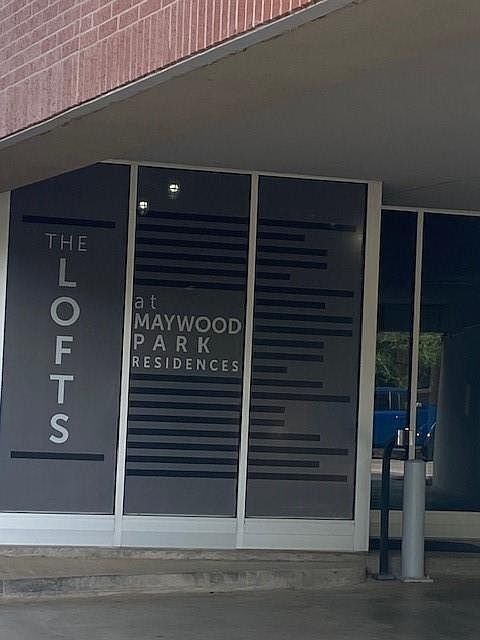 THE
LOFTS
at
MAYWOOD
PARK
RESIDENCES